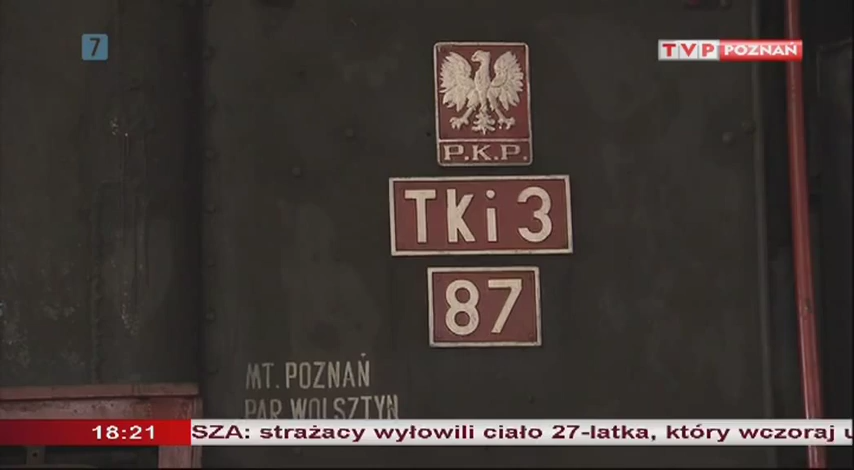 7
TVP POZNAŃ
P.K.P.
TKi 3
87
MT. POZNAŃ
PAR WOLSZTYN
18:21 SZA: strażacy wyłowili ciało 27-latka, który wczoraj u